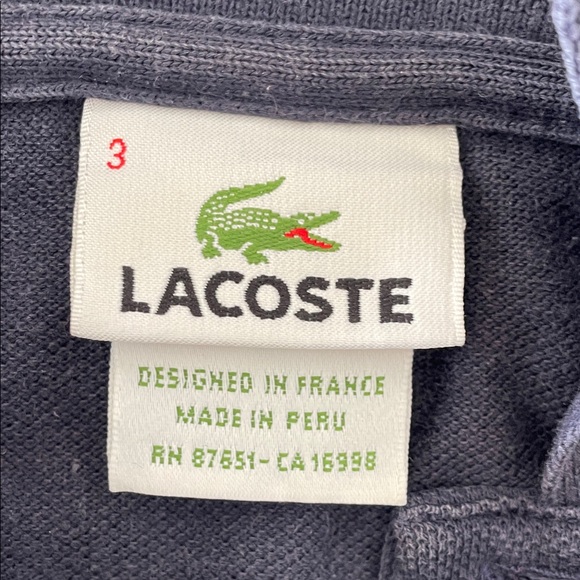 3
LACOSTE
DESIGNED IN FRANCE
MADE IN PERU
RN 87651-CA 16998